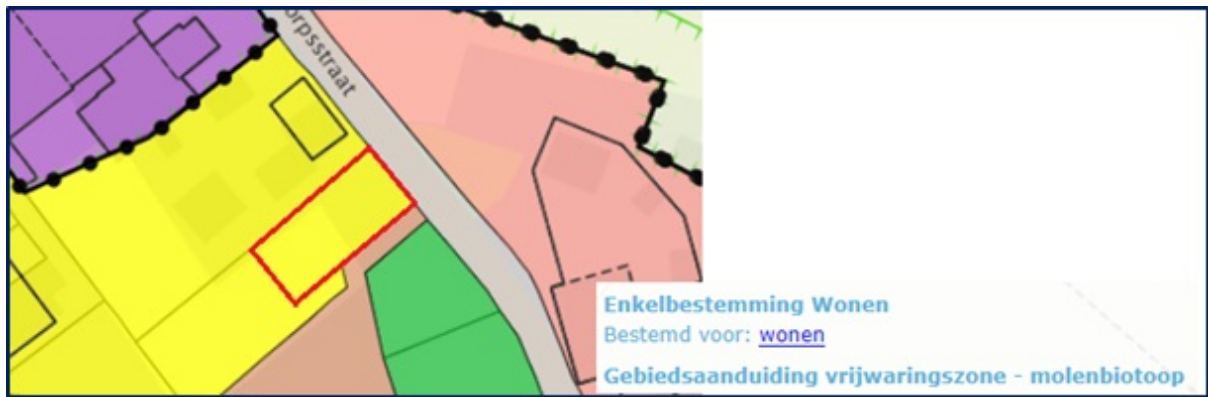 orpsstraat
Enkelbestemming Wonen
Bestemd voor: wonen
Gebiedsaanduiding vrijwaringszone - molenbiotoop